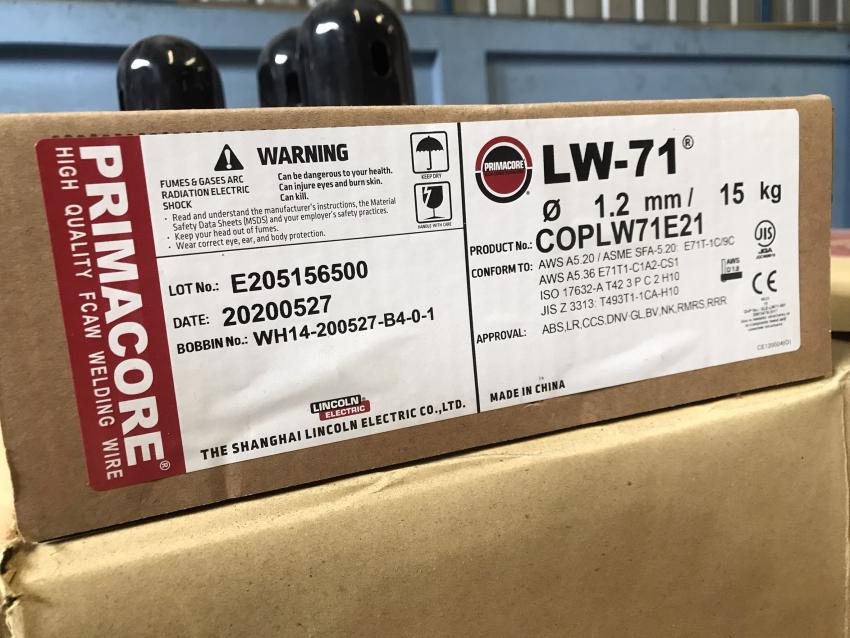 PRIMACORE®
HIGH QUALITY FCAW WELDING WIRE
WARNING
FUMES & GASES ARC
RADIATION ELECTRIC
SHOCK
Can be dangerous to your health.
Can injure eyes and burn skin.
Can kill.
· Read and understand the manufacturer's instructions, the Material
Safety Data Sheets (MSDS) and your employer's safety practices.
· Keep your head out of fumes.
· Wear correct eye, ear, and body protection.
KEEP DRY
HANDLE WITH CARE
LOT No.: E205156500
DATE: 20200527
BOBBIN No.: WH14-200527-B4-0-1
LINCOLN®
ELECTRIC
THE SHANGHAI LINCOLN ELECTRIC CO.,LTD.
PRIMACORE
LW-71®
Ø 1.2 mm / 15 kg
PRODUCT No.: COPLW71E21
CONFORM TO: AWS A5.20 / ASME SFA-5.20: E71T-1C/9C
AWS A5.36 E71T1-C1A2-CS1
ISO 17632-A T42 3 P C 2 H10
JIS Z 3313: T493T1-1CA-H10
APPROVAL: ABS,LR,CCS,DNV·GL,BV,NK,RMRS,RRR
MADE IN CHINA
JIS
JQA
AWS
CE